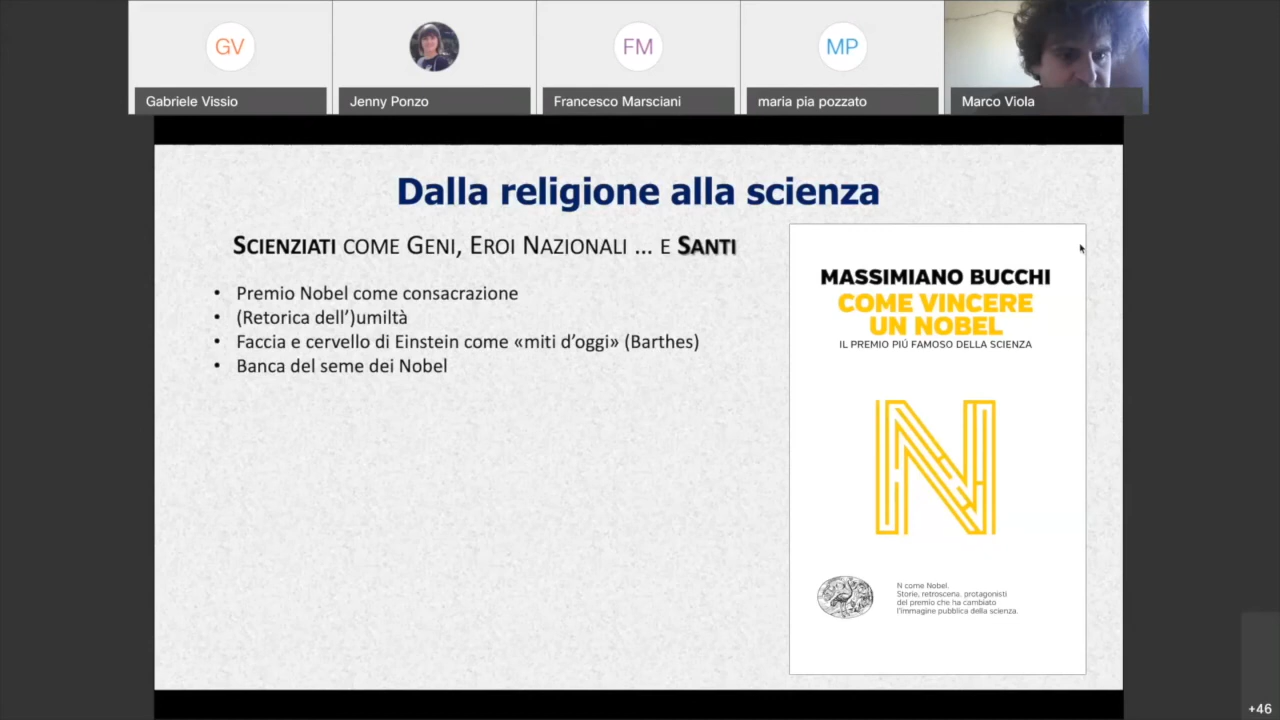 GV
FM
MP
Gabriele Vissio
Jenny Ponzo
Francesco Marsciani
maria pia pozzato
Marco Viola
Dalla religione alla scienza
SCIENZIATI COME GENI, EROI NAZIONALI ... E SANTI
• Premio Nobel come consacrazione
• (Retorica dell')umiltà
• Faccia e cervello di Einstein come «miti d'oggi» (Barthes)
• Banca del seme dei Nobel
MASSIMIANO BUCCHI
COME VINCERE
UN NOBEL
IL PREMIO PIÚ FAMOSO DELLA SCIENZA
N
N come Nobel.
Storie, retroscena, protagonisti
del premio che ha cambiato
l'immagine pubblica della scienza.
+46